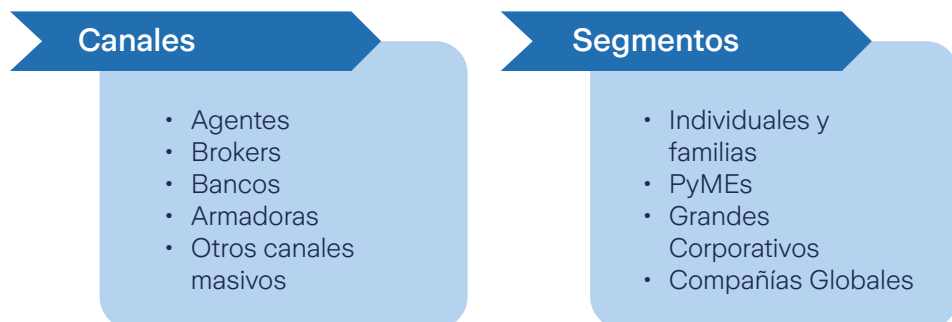 Canales
• Agentes
• Brokers
• Bancos
• Armadoras
• Otros canales
masivos
Segmentos
• Individuales y
familias
• PyMEs
• Grandes
Corporativos
• Compañías Globales